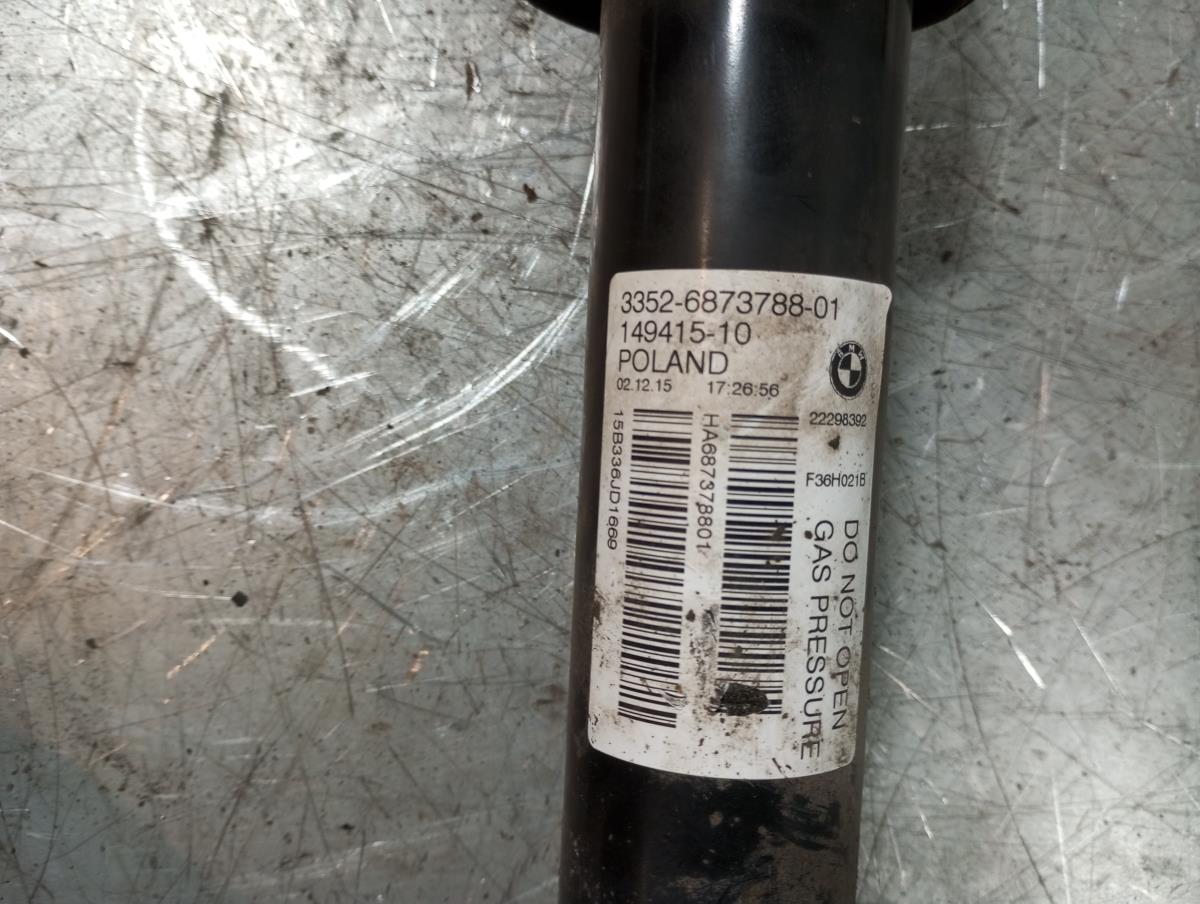 3352-6873788-01
149415-10
POLAND
02.12.15 17:26:56
BMW
22298392
F36H021B
15B336JD1669
HA687378801
DO NOT OPEN
GAS PRESSURE